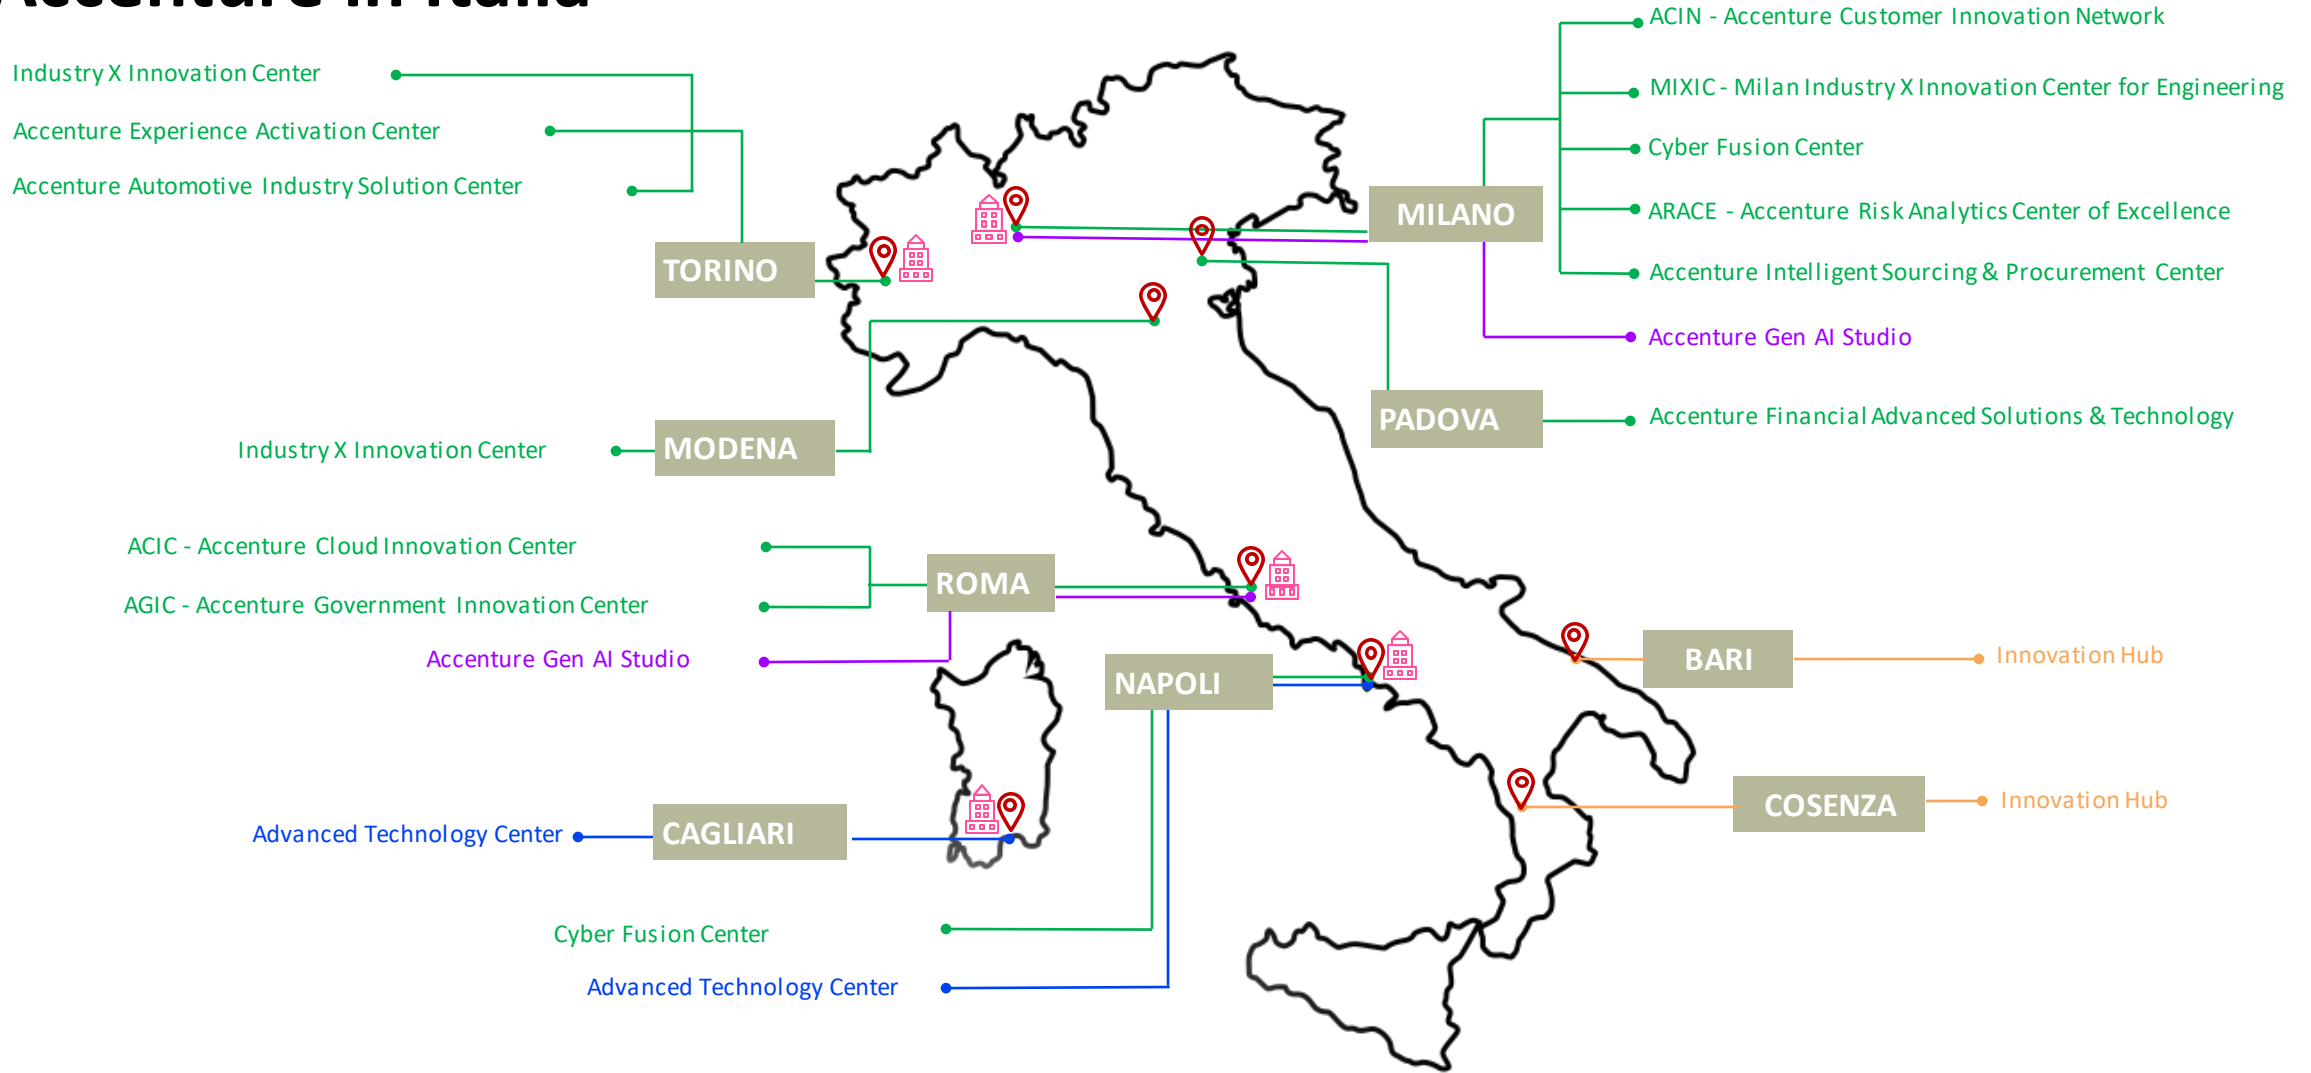 Accenture in Italia
Industry X Innovation Center
Accenture Experience Activation Center
Accenture Automotive Industry Solution Center
TORINO
Industry X Innovation Center
MODENA
ACIC - Accenture Cloud Innovation Center
AGIC - Accenture Government Innovation Center
Accenture Gen AI Studio
ROMA
NAPOLI
Advanced Technology Center
CAGLIARI
Cyber Fusion Center
Advanced Technology Center
ACIN - Accenture Customer Innovation Network
MIXIC - Milan Industry X Innovation Center for Engineering
Cyber Fusion Center
MILANO
ARACE - Accenture Risk Analytics Center of Excellence
Accenture Intelligent Sourcing & Procurement Center
Accenture Gen AI Studio
PADOVA
Accenture Financial Advanced Solutions & Technology
BARI
Innovation Hub
COSENZA
Innovation Hub